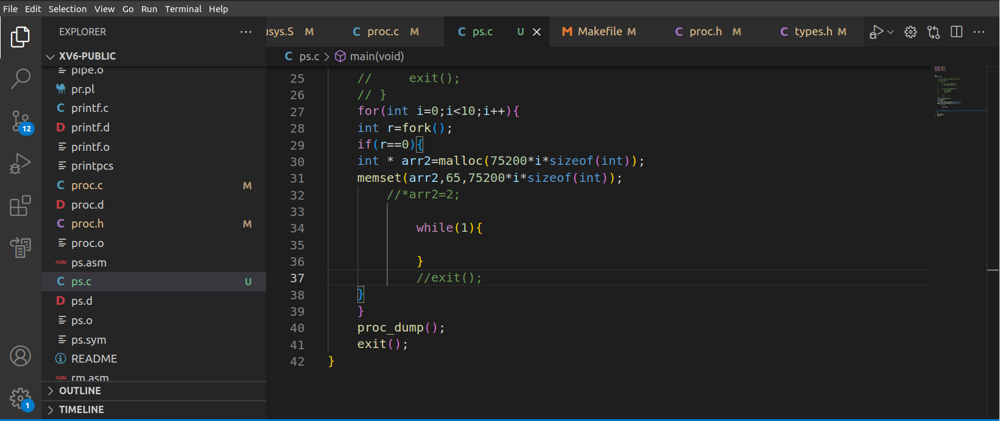 File Edit Selection View Go Run Terminal Help
EXPLORER ···
usys.S M C proc.c M C ps.c U × M Makefile M C proc.h M C types.h M ···
XV6-PUBLIC
C ps.c > main(void)
pipe.o
pr.pl
C printf.c
D printf.d
printf.o
printpcs
C proc.c M
D proc.d
C proc.h M
proc.o
ASM ps.asm
C ps.c U
D ps.d
ps.o
ps.sym
README
ASM rm.asm
OUTLINE
TIMELINE
12
1
25 //     exit();
26 // }
27 for(int i=0;i<10;i++){
28 int r=fork();
29 if(r==0){
30 int * arr2=malloc(75200*i*sizeof(int));
31 memset(arr2,65,75200*i*sizeof(int));
32     //*arr2=2;
33
34         while(1){
35
36         }
37         //exit();
38 }
39 }
40 proc_dump();
41 exit();
42 }